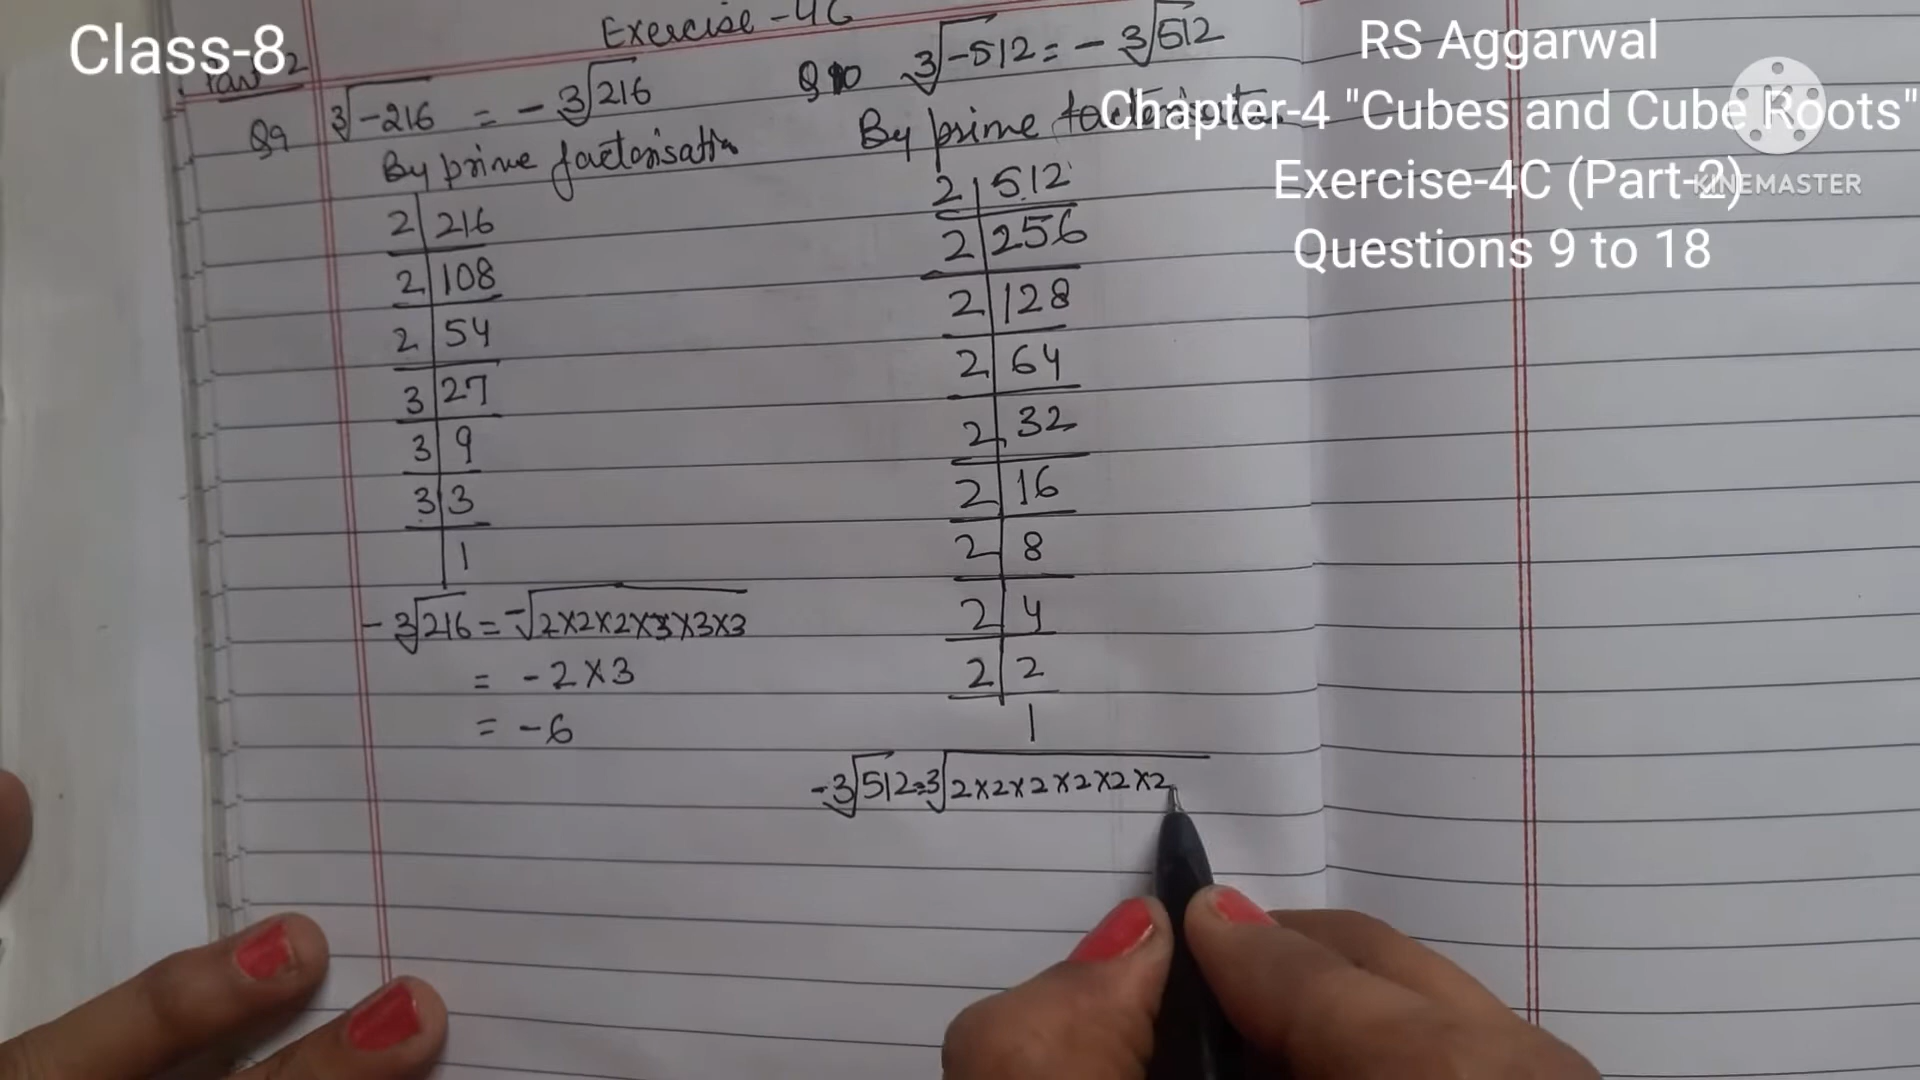 Class-8
RS Aggarwal
Chapter-4 "Cubes and Cube Roots"
Exercise-4C (Part-2)
Questions 9 to 18
KINEMASTER
Exercise - 4C
Part 2
Q9 ∛-216 = - ∛216
By prime factorisatn
2 | 216
2 | 108
2 | 54
3 | 27
3 | 9
3 | 3
| 1
- ∛216 = -√2×2×2×3×3×3
= -2×3
= -6
Q10 ∛-512 = - ∛512
By prime
2 | 512
2 | 256
2 | 128
2 | 64
2 | 32
2 | 16
2 | 8
2 | 4
2 | 2
1
-∛512=∛2×2×2×2×2×2